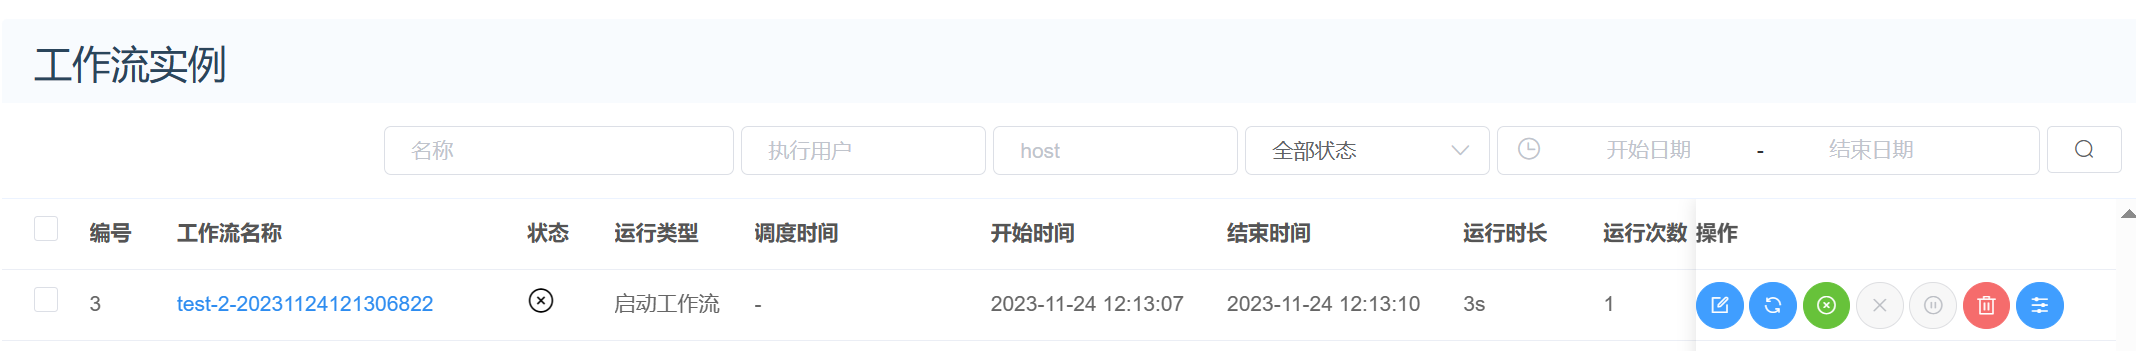 工作流实例
名称 执行用户 host 全部状态 开始日期 - 结束日期
编号 工作流名称 状态 运行类型 调度时间 开始时间 结束时间 运行时长 运行次数 操作
3 test-2-20231124121306822 启动工作流 - 2023-11-24 12:13:07 2023-11-24 12:13:10 3s 1